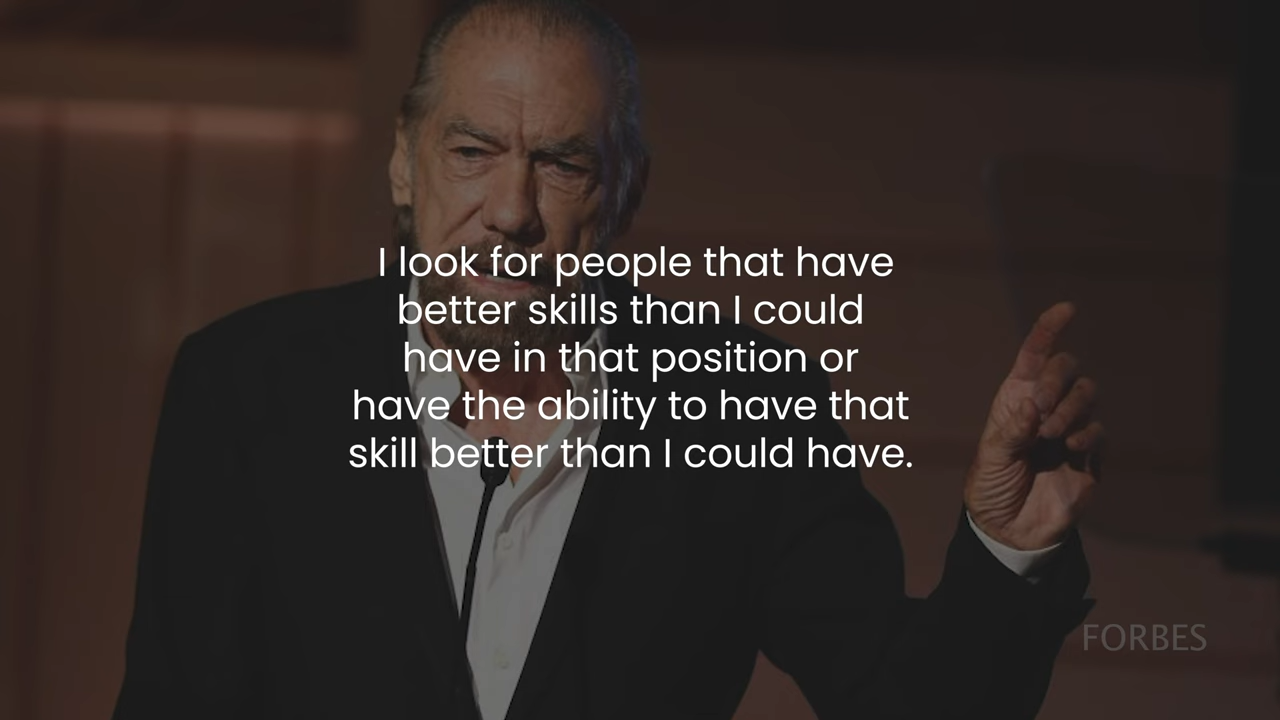 I look for people that have
better skills than I could
have in that position or
have the ability to have that
skill better than I could have.
FORBES